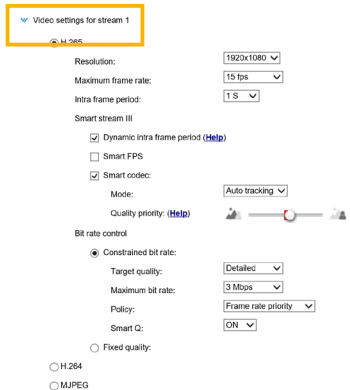 Video settings for stream 1
H.265
Resolution: 1920x1080
Maximum frame rate: 15 fps
Intra frame period: 1 S
Smart stream III
Dynamic intra frame period (Help)
Smart FPS
Smart codec:
Mode: Auto tracking
Quality priority: (Help)
Bit rate control
Constrained bit rate:
Target quality: Detailed
Maximum bit rate: 3 Mbps
Policy: Frame rate priority
Smart Q: ON
Fixed quality:
H.264
MJPEG